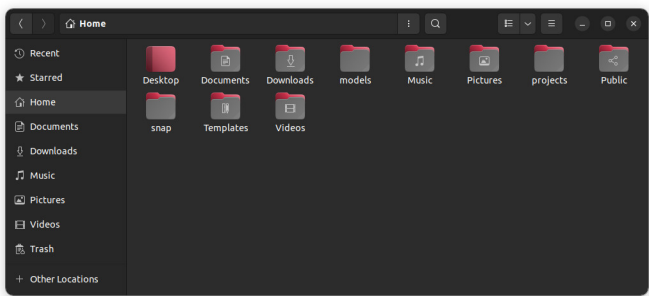 Home
Recent
Starred
Home
Documents
Downloads
Music
Pictures
Videos
Trash
Other Locations
Desktop Documents Downloads models Music Pictures projects Public
snap Templates Videos